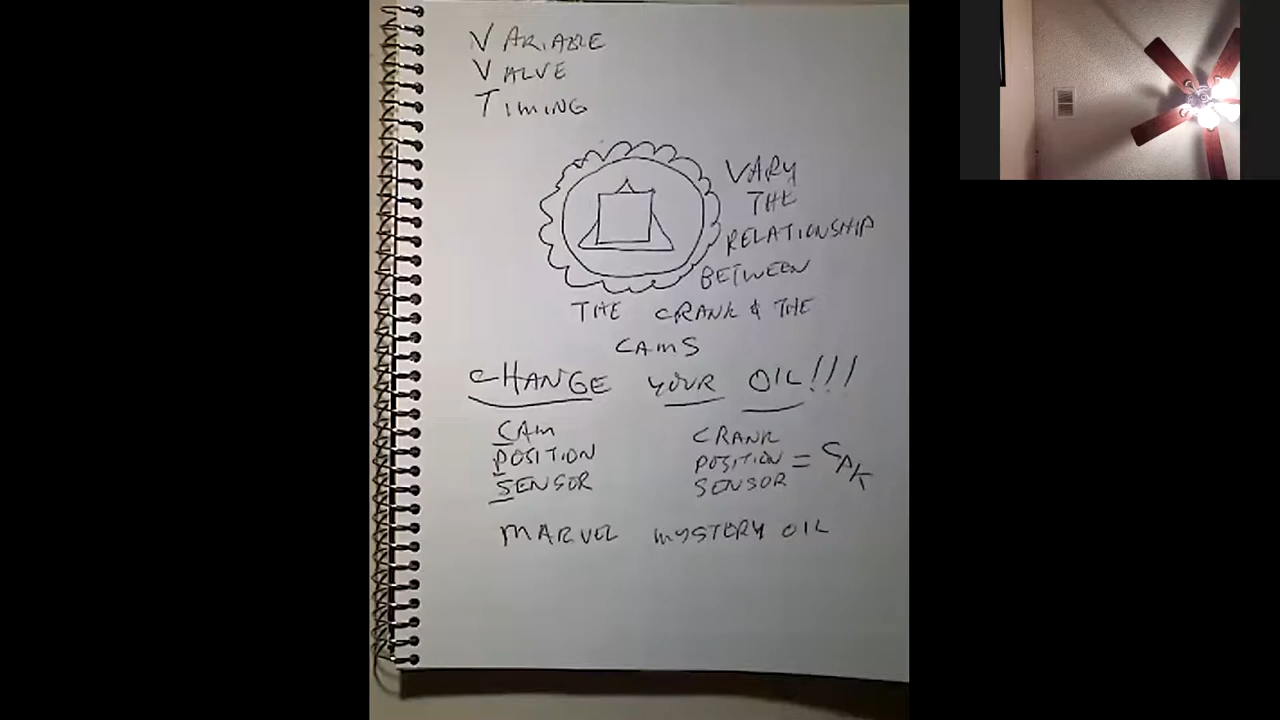 VARIABLE
VALVE
TIMING
VARY
THE
RELATIONSHIP
BETWEEN
THE CRANK & THE
CAMS
CHANGE YOUR OIL!!!
CAM
POSITION
SENSOR
CRANK
POSITION =
SENSOR
MARVEL MYSTERY OIL